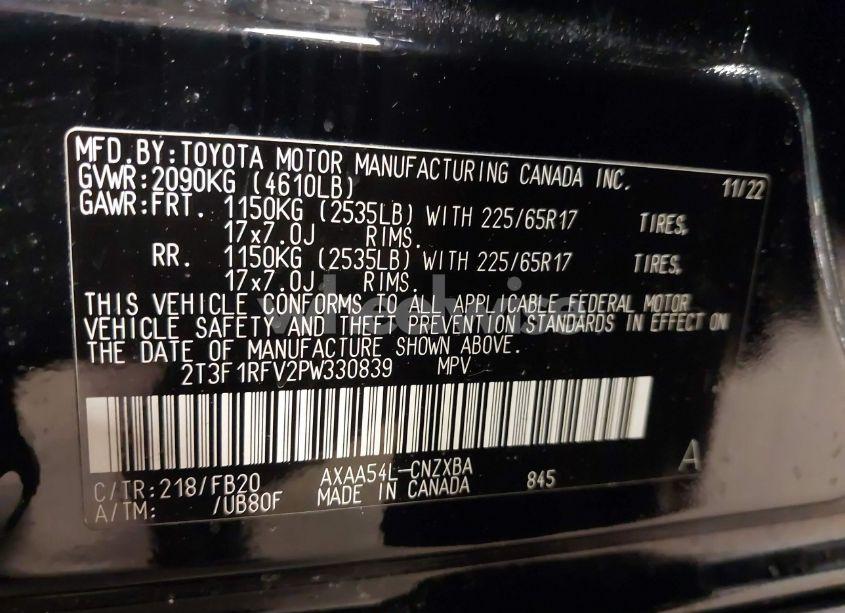 MFD.BY:TOYOTA MOTOR MANUFACTURING CANADA INC. 11/22
GVWR:2090KG (4610LB)
GAWR:FRT. 1150KG (2535LB) WITH 225/65R17 TIRES,
17x7.0J RIMS.
RR. 1150KG (2535LB) WITH 225/65R17 TIRES,
17x7.0J RIMS.
THIS VEHICLE CONFORMS TO ALL APPLICABLE FEDERAL MOTOR
VEHICLE SAFETY AND THEFT PREVENTION STANDARDS IN EFFECT ON
THE DATE OF MANUFACTURE SHOWN ABOVE.
2T3F1RFV2PW330839 MPV
A
C/TR:218/FB20 AXAA54L-CNZXBA 845
A/TM: /UB80F MADE IN CANADA